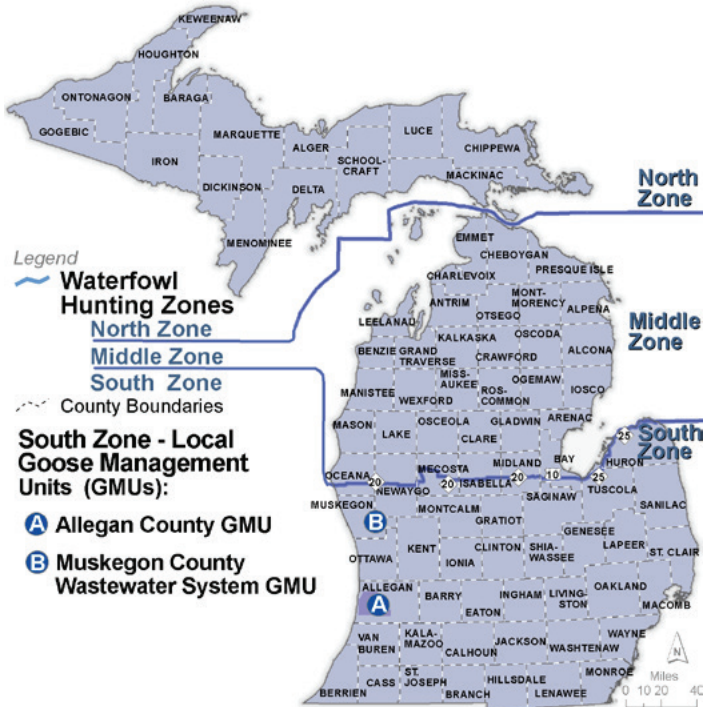 KEWEENAW
HOUGHTON
ONTONAGON
BARAGA
GOGEBIC
MARQUETTE
LUCE
ALGER
CHIPPEWA
IRON
SCHOOL-
CRAFT
MACKINAC
DICKINSON
DELTA
MENOMINEE
North
Zone
Legend
Waterfowl
Hunting Zones
North Zone
Middle Zone
South Zone
County Boundaries
South Zone - Local
Goose Management
Units (GMUs):
A Allegan County GMU
B Muskegon County
Wastewater System GMU
EMMET
CHEBOYGAN
PRESQUE ISLE
CHARLEVOIX
ANTRIM
MONT-
MORENCY
OTSEGO
ALPENA
LEELANAU
KALKASKA
OSCODA
Middle
Zone
BENZIE
GRAND
TRAVERSE
CRAWFORD
ALCONA
MISS-
AUKEE
OGEMAW
MANISTEE
WEXFORD
ROS-
COMMON
IOSCO
MASON
LAKE
OSCEOLA
CLARE
GLADWIN
ARENAC
South
Zone
25
OCEANA
MECOSTA
MIDLAND
BAY
HURON
20
NEWAYGO
20
ISABELLA
20
10
25
MUSKEGON
MONTCALM
SAGINAW
TUSCOLA
SANILAC
B
GRATIOT
GENESEE
OTTAWA
KENT
IONIA
CLINTON
SHIA-
WASSEE
LAPEER
ST. CLAIR
ALLEGAN
A
BARRY
EATON
INGHAM
LIVING-
STON
OAKLAND
MACOMB
VAN
BUREN
KALA-
MAZOO
CALHOUN
JACKSON
WASHTENAW
WAYNE
BERRIEN
CASS
ST.
JOSEPH
BRANCH
HILLSDALE
LENAWEE
MONROE
N
Miles
0 10 20 40